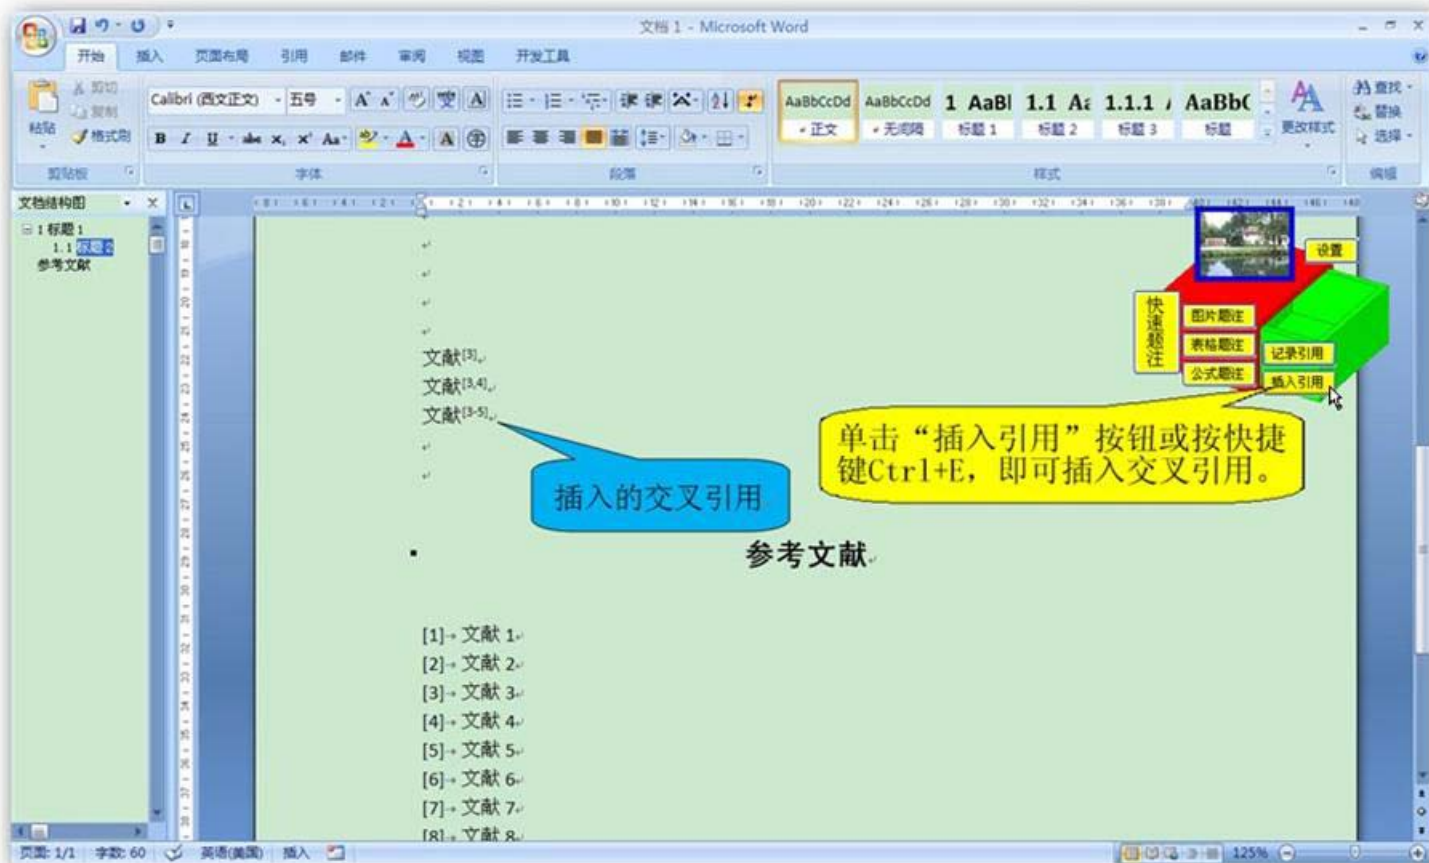 文档 1 - Microsoft Word
开始 插入 页面布局 引用 邮件 审阅 视图 开发工具
粘贴
剪切
复制
格式刷
剪贴板
Calibri (西文正文) 五号
字体
段落
AaBbCcDd AaBbCcDd 1 AaBl 1.1 Aa 1.1.1 AaBb(
正文 无间隔 标题 1 标题 2 标题 3 标题
更改样式
样式
查找
替换
选择
编辑
文档结构图
1 标题 1
1.1 标题 2
参考文献
设置
快速题注
图片题注
表格题注
公式题注
记录引用
插入引用
文献[3]
文献[3,4]
文献[3-5]
单击“插入引用”按钮或按快捷
键Ctrl+E，即可插入交叉引用。
插入的交叉引用
参考文献
[1] 文献 1
[2] 文献 2
[3] 文献 3
[4] 文献 4
[5] 文献 5
[6] 文献 6
[7] 文献 7
[8] 文献 8
页面: 1/1 字数: 60 英语(美国) 插入 125%